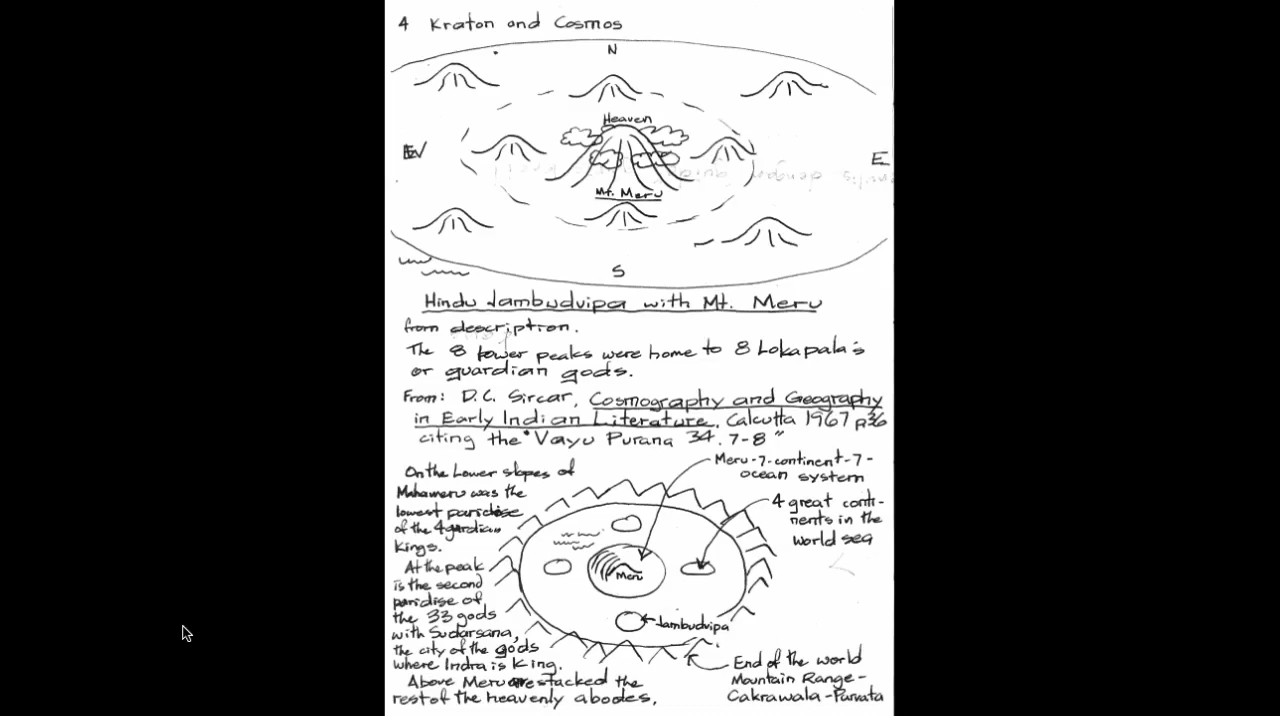 4 Kraton and Cosmos
N
Heaven
W
E
Mt. Meru
S
Hindu Jambudvipa with Mt. Meru
from description.
The 8 lower peaks were home to 8 Lokapala's
or guardian gods.
From: D.C. Sircar, Cosmography and Geography
in Early Indian Literature, Calcutta 1967 p36
citing the "Vayu Purana 34. 7-8"
Meru-7-continent-7-
ocean system
4 great conti-
nents in the
world sea
On the Lower slopes of
Mahameru was the
lowest paridise
of the 4 gardian
kings.
At the peak
is the second
paridise of
the 33 gods
with Sudarsana,
the city of the gods
where Indra is King.
Above Meru are stacked the
rest of the heavenly abodes,
Meru
Jambudvipa
End of the world
Mountain Range-
Cakrawala-Parvata